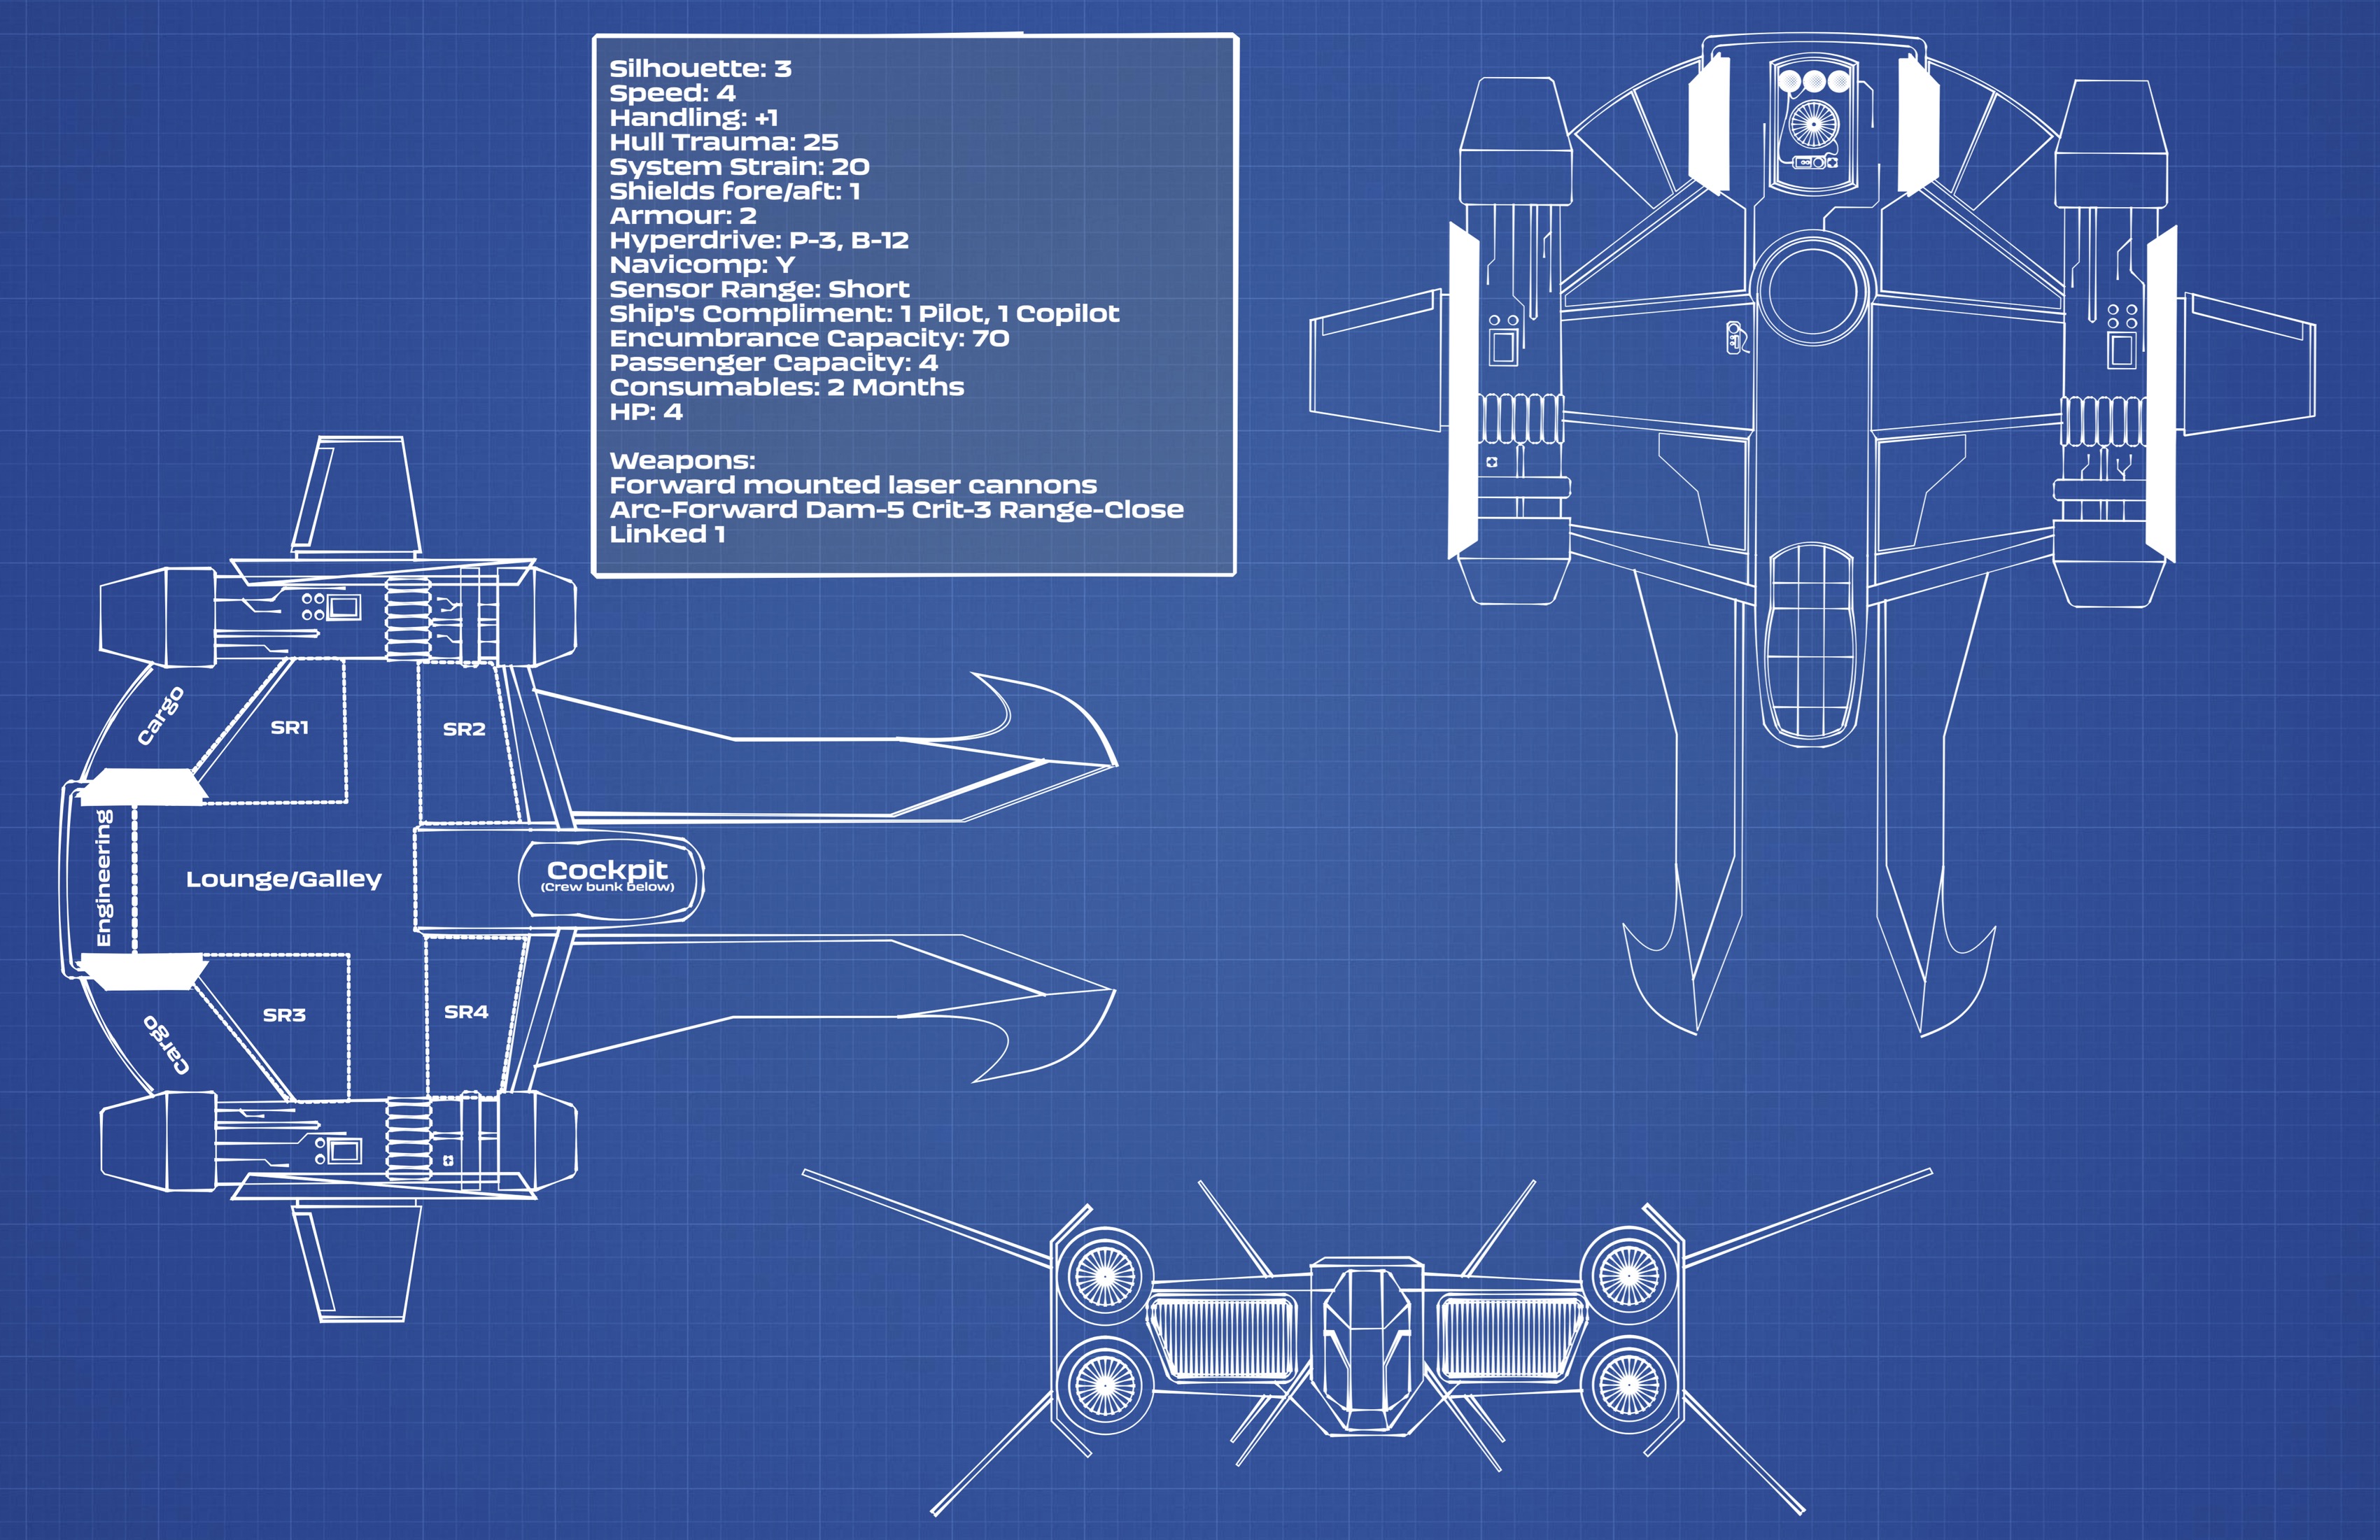 Silhouette: 3
Speed: 4
Handling: +1
Hull Trauma: 25
System Strain: 20
Shields fore/aft: 1
Armour: 2
Hyperdrive: P-3, B-12
Navicomp: Y
Sensor Range: Short
Ship's Compliment: 1 Pilot, 1 Copilot
Encumbrance Capacity: 70
Passenger Capacity: 4
Consumables: 2 Months
HP: 4
Weapons:
Forward mounted laser cannons
Arc-Forward Dam-5 Crit-3 Range-Close
Linked 1
Cargo
SR1
SR2
Engineering
Lounge/Galley
Cockpit
(Crew bunk below)
SR3
SR4
Cargo